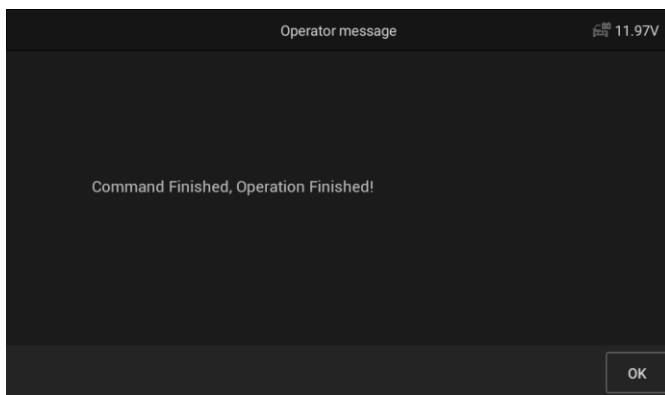 Operator message
11.97V
Command Finished, Operation Finished!
OK